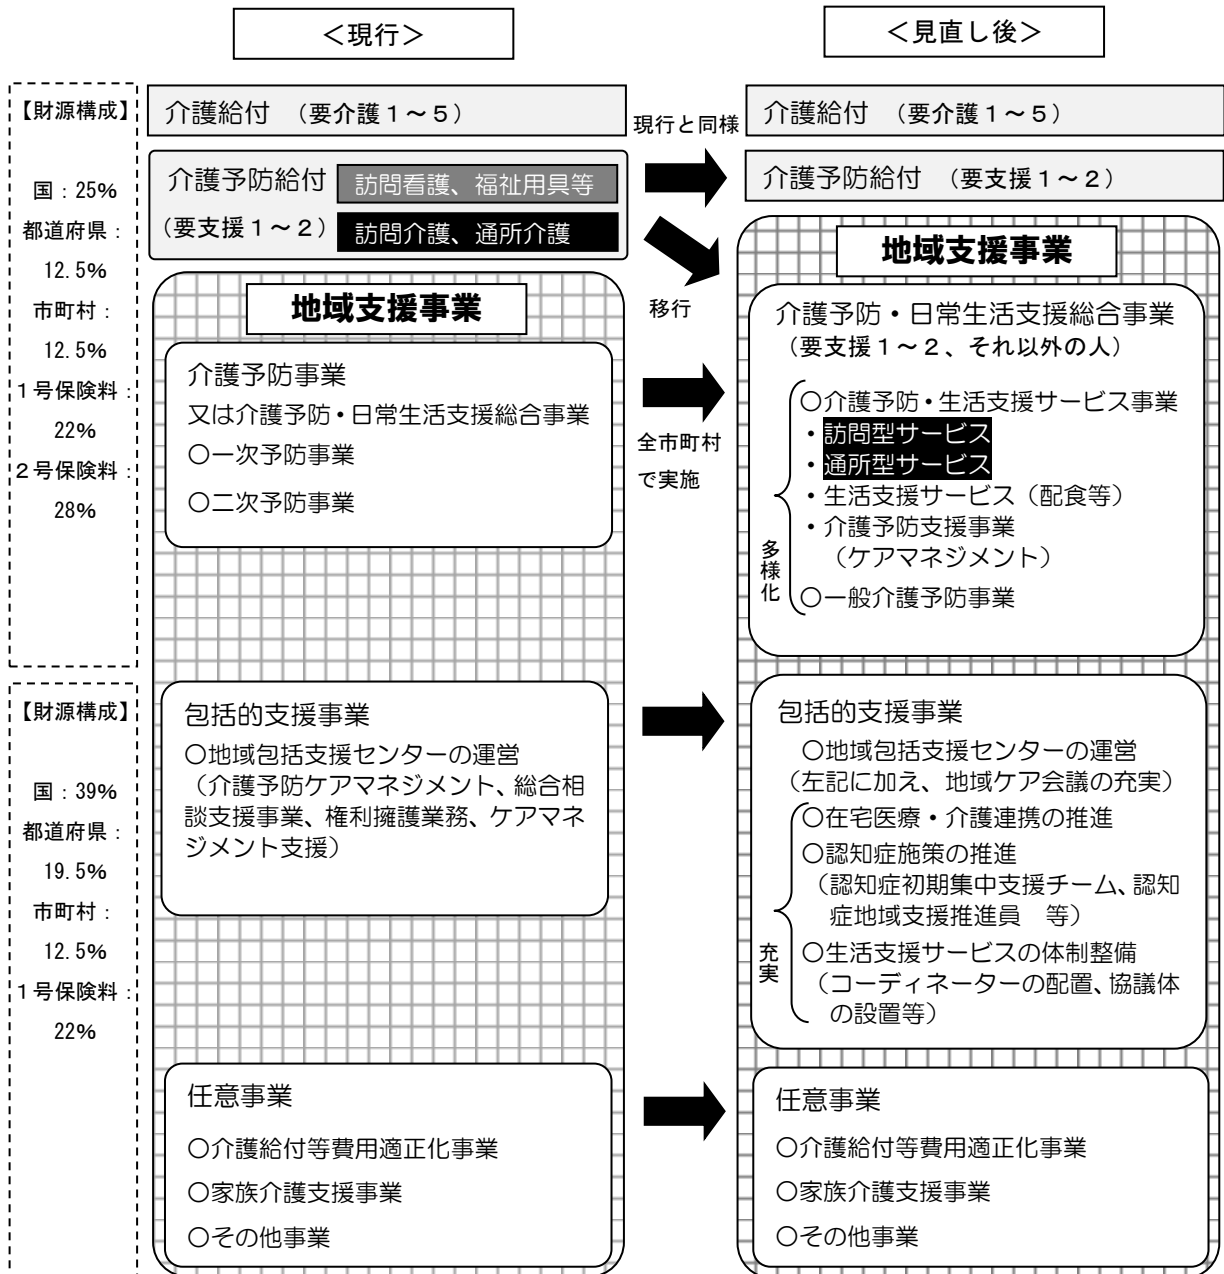 ＜現行＞
＜見直し後＞
【財源構成】
国：25%
都道府県：
12.5%
市町村：
12.5%
1号保険料：
22%
2号保険料：
28%
【財源構成】
国：39%
都道府県：
19.5%
市町村：
12.5%
1号保険料：
22%
介護給付 （要介護１～５）
介護予防給付
（要支援１～２）
訪問看護、福祉用具等
訪問介護、通所介護
地域支援事業
介護予防事業
又は介護予防・日常生活支援総合事業
○一次予防事業
○二次予防事業
包括的支援事業
○地域包括支援センターの運営
（介護予防ケアマネジメント、総合相
談支援事業、権利擁護業務、ケアマネ
ジメント支援）
任意事業
○介護給付等費用適正化事業
○家族介護支援事業
○その他事業
現行と同様
移行
全市町村
で実施
介護給付 （要介護１～５）
介護予防給付 （要支援１～２）
地域支援事業
介護予防・日常生活支援総合事業
（要支援１～２、それ以外の人）
○介護予防・生活支援サービス事業
・訪問型サービス
・通所型サービス
・生活支援サービス（配食等）
・介護予防支援事業
（ケアマネジメント）
○一般介護予防事業
多様化
包括的支援事業
○地域包括支援センターの運営
（左記に加え、地域ケア会議の充実）
○在宅医療・介護連携の推進
○認知症施策の推進
（認知症初期集中支援チーム、認知
症地域支援推進員 等）
○生活支援サービスの体制整備
（コーディネーターの配置、協議体
の設置等）
充実
任意事業
○介護給付等費用適正化事業
○家族介護支援事業
○その他事業